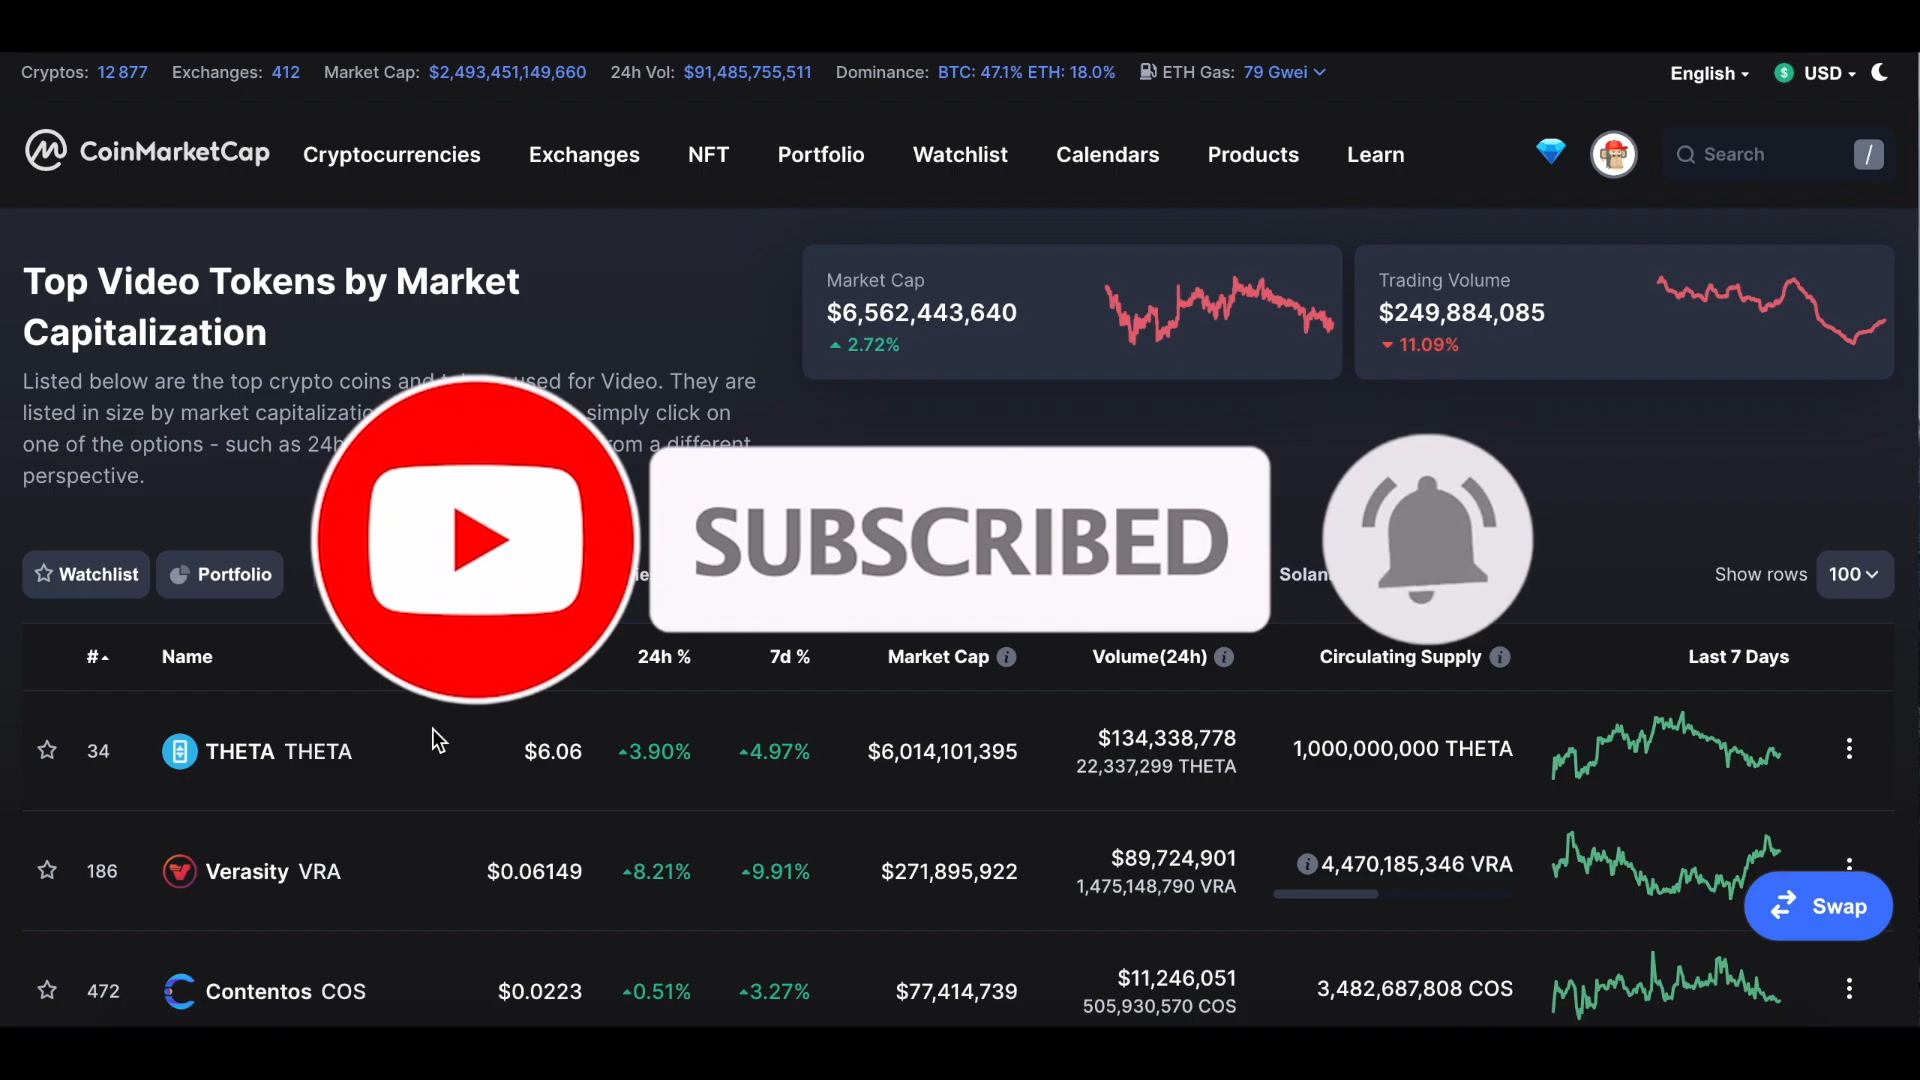 Cryptos: 12 877 Exchanges: 412 Market Cap: $2,493,451,149,660 24h Vol: $91,485,755,511 Dominance: BTC: 47.1% ETH: 18.0% ETH Gas: 79 Gwei English USD
CoinMarketCap Cryptocurrencies Exchanges NFT Portfolio Watchlist Calendars Products Learn Search /
Top Video Tokens by Market
Capitalization
Market Cap
$6,562,443,640
2.72%
Trading Volume
$249,884,085
11.09%
Listed below are the top crypto coins and used for Video. They are
listed in size by market simply click on
one of the options - such as a different
perspective.
SUBSCRIBED
Watchlist Portfolio Show rows 100
# Name 24h % 7d % Market Cap Volume(24h) Circulating Supply Last 7 Days
34 THETA THETA $6.06 3.90% 4.97% $6,014,101,395 $134,338,778 1,000,000,000 THETA
22,337,299 THETA
186 Verasity VRA $0.06149 8.21% 9.91% $271,895,922 $89,724,901 4,470,185,346 VRA
1,475,148,790 VRA
Swap
472 Contentos COS $0.0223 0.51% 3.27% $77,414,739 $11,246,051 3,482,687,808 COS
505,930,570 COS